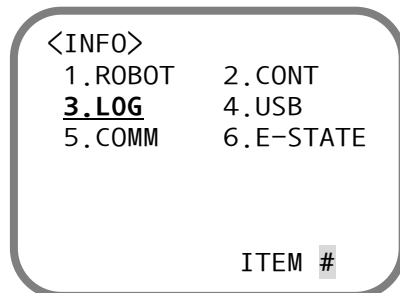 <INFO>
1.ROBOT 2.CONT
3.LOG 4.USB
5.COMM 6.E-STATE
ITEM #